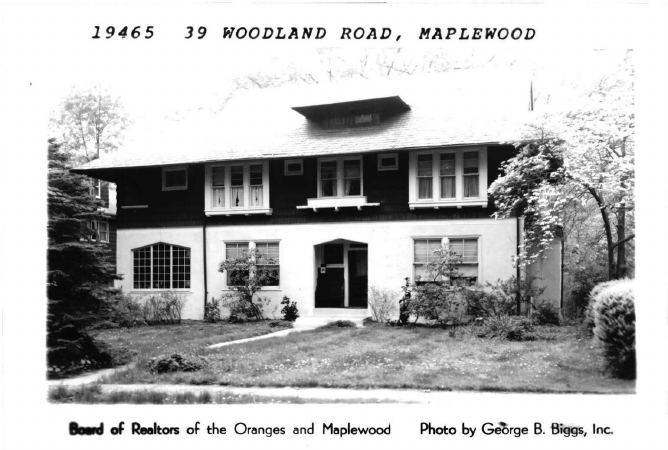 19465 39 WOODLAND ROAD, MAPLEWOOD
Board of Realtors of the Oranges and Maplewood Photo by George B. Biggs, Inc.